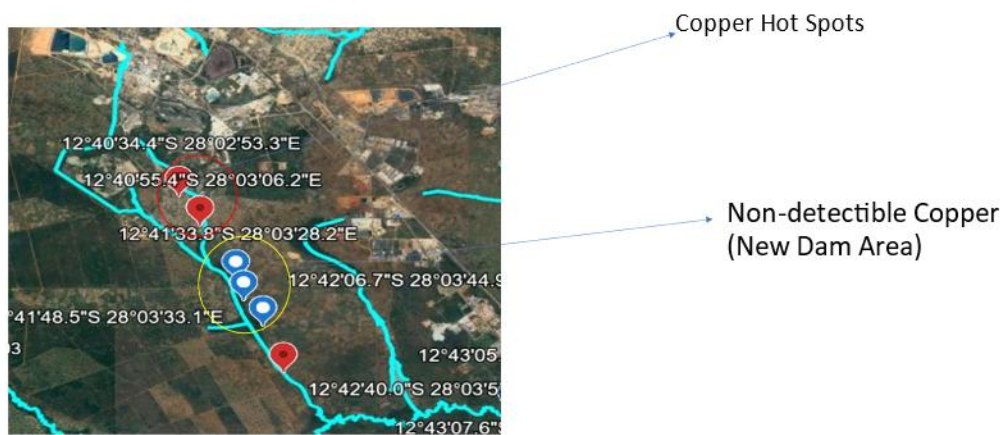 Copper Hot Spots
12°40'34.4"S 28°02'53.3"E
12°40'55.4"S 28°03'06.2"E
12°41'33.8"S 28°03'28.2"E
Non-detectible Copper
(New Dam Area)
12°42'06.7"S 28°03'44.9
°41'48.5"S 28°03'33.1"E
03
12°43'05.
12°42'40.0"S 28°03'5
12°43'07.6"S